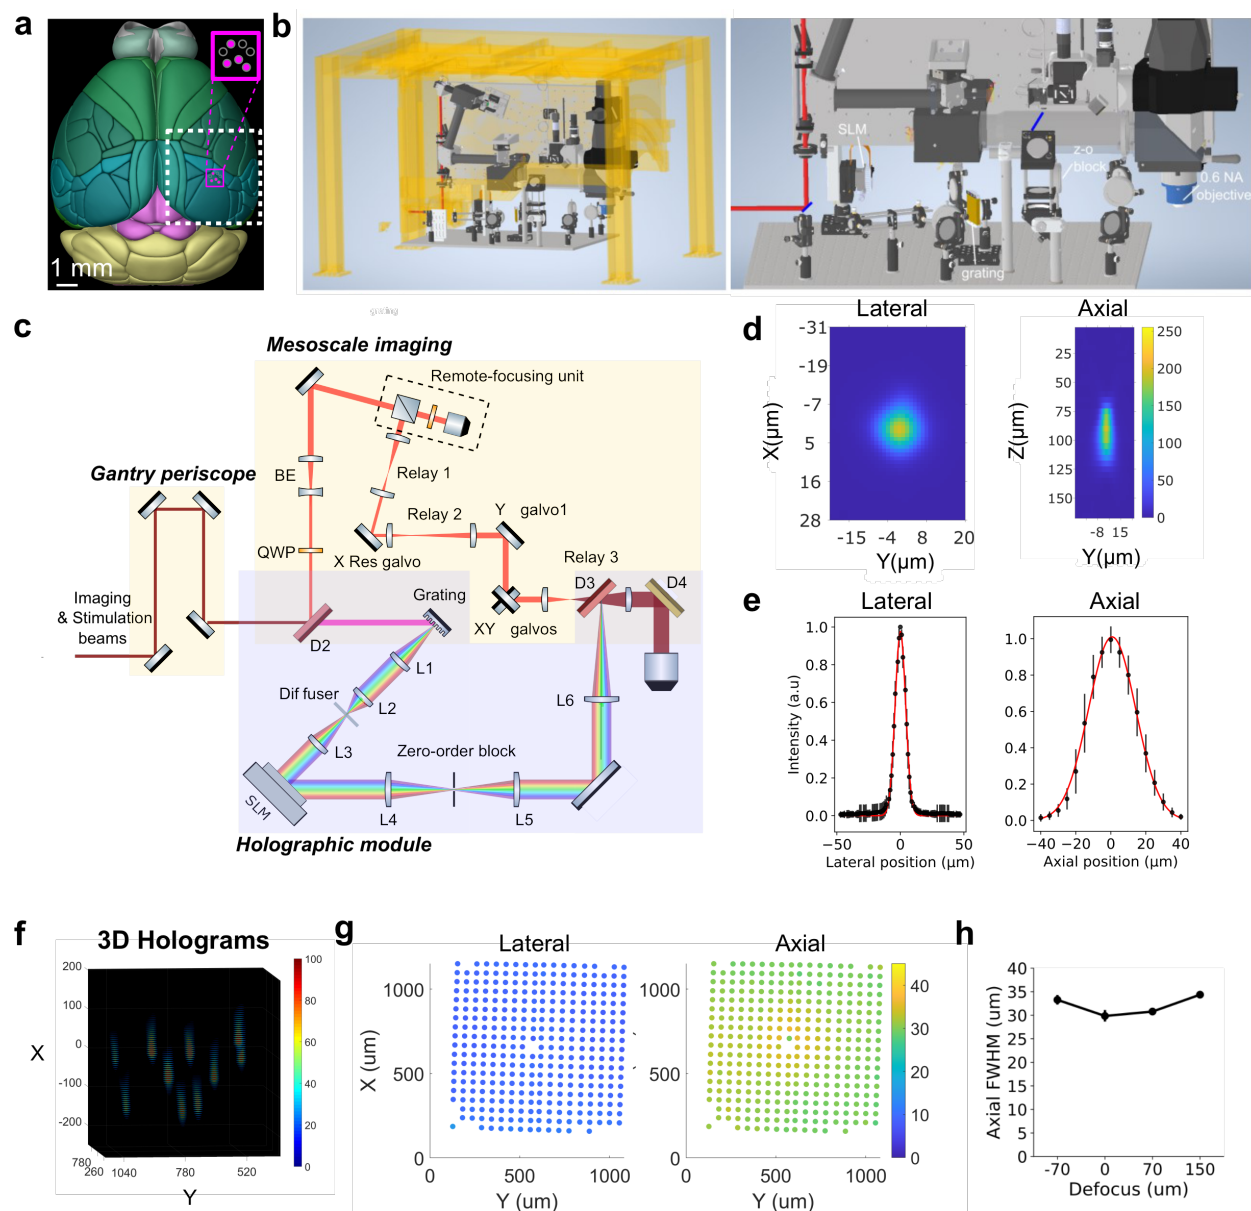 a
1 mm
b
SLM
z-o
block
0.6 NA
objective
grating
c
grating
Mesoscale imaging
Remote-focusing unit
Gantry periscope
BE
Relay 1
Relay 2
Y
galvo1
QWP
X Res galvo
Relay 3
D3
D4
Imaging
& Stimulation
beams
Grating
XY
galvos
D2
L1
Dif fuser
L2
L6
L3
Zero-order block
SLM
L4
L5
Holographic module
d
Lateral
-31
-19
-7
5
16
28
X(µm)
-15 -4 8 20
Y(µm)
Axial
Z(µm)
25
50
75
100
125
150
-8 15
Y(µm)
250
200
150
100
50
0
e
Lateral
Intensity (a.u)
1.0
0.8
0.6
0.4
0.2
0.0
−50 0 50
Lateral position (µm)
Axial
1.0
0.8
0.6
0.4
0.2
0.0
−40 −20 0 20 40
Axial position (µm)
f
3D Holograms
200
100
0
-100
-200
X
780
260 1040 780 520
Y
100
80
60
40
20
0
g
Lateral
1000
500
0
X (um)
0 500 1000
Y (um)
Axial
1000
500
0
0 500 1000
Y (um)
40
30
20
10
0
h
Axial FWHM (um)
40
35
30
25
20
15
10
5
0
-70 0 70 150
Defocus (um)